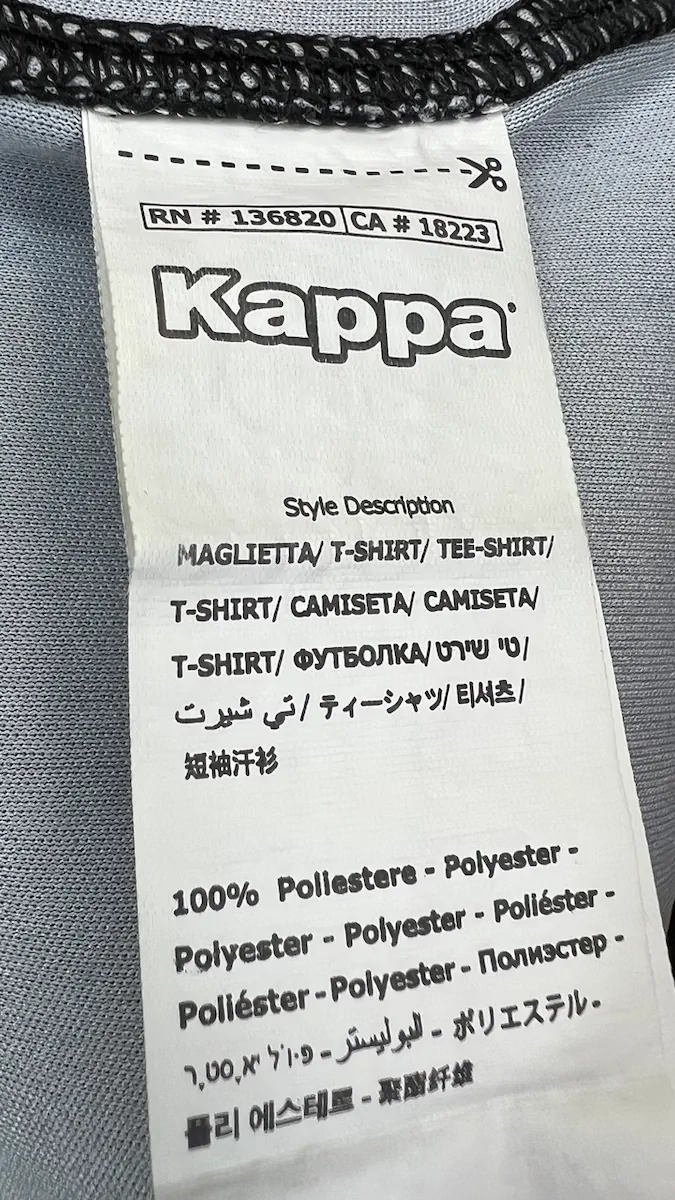 RN # 136820 CA # 18223
Kappa
Style Description
MAGLIETTA/ T-SHIRT/ TEE-SHIRT/
T-SHIRT/ CAMISETA/ CAMISETA/
T-SHIRT/ ФУТБОЛКА/ טי שירט/
تي شيرت / ティーシャツ/ 티셔츠/
短袖汗衫
100% Poliestere - Polyester -
Polyester - Polyester - Poliéster -
Poliéster - Polyester - Полиэстер -
البوليستر - ポリエステル -
폴리 에스테르 - 聚酯纤维